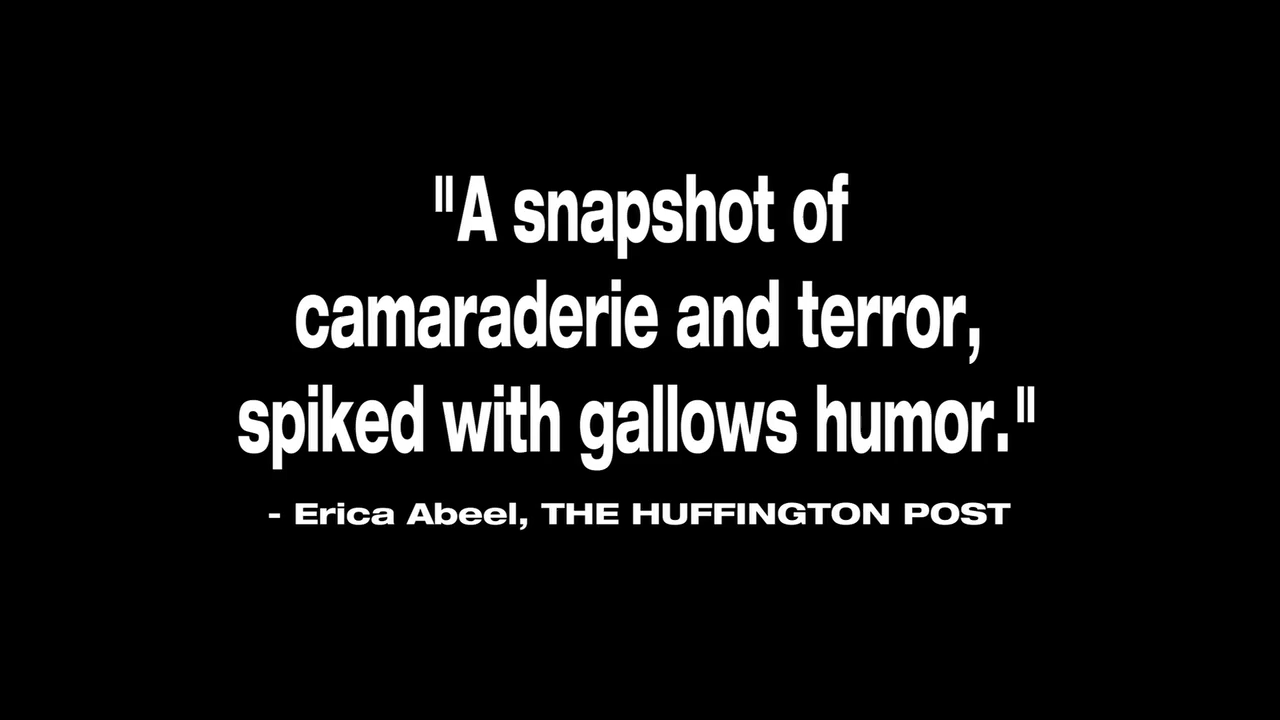 "A snapshot of
camaraderie and terror,
spiked with gallows humor."
- Erica Abeel, THE HUFFINGTON POST